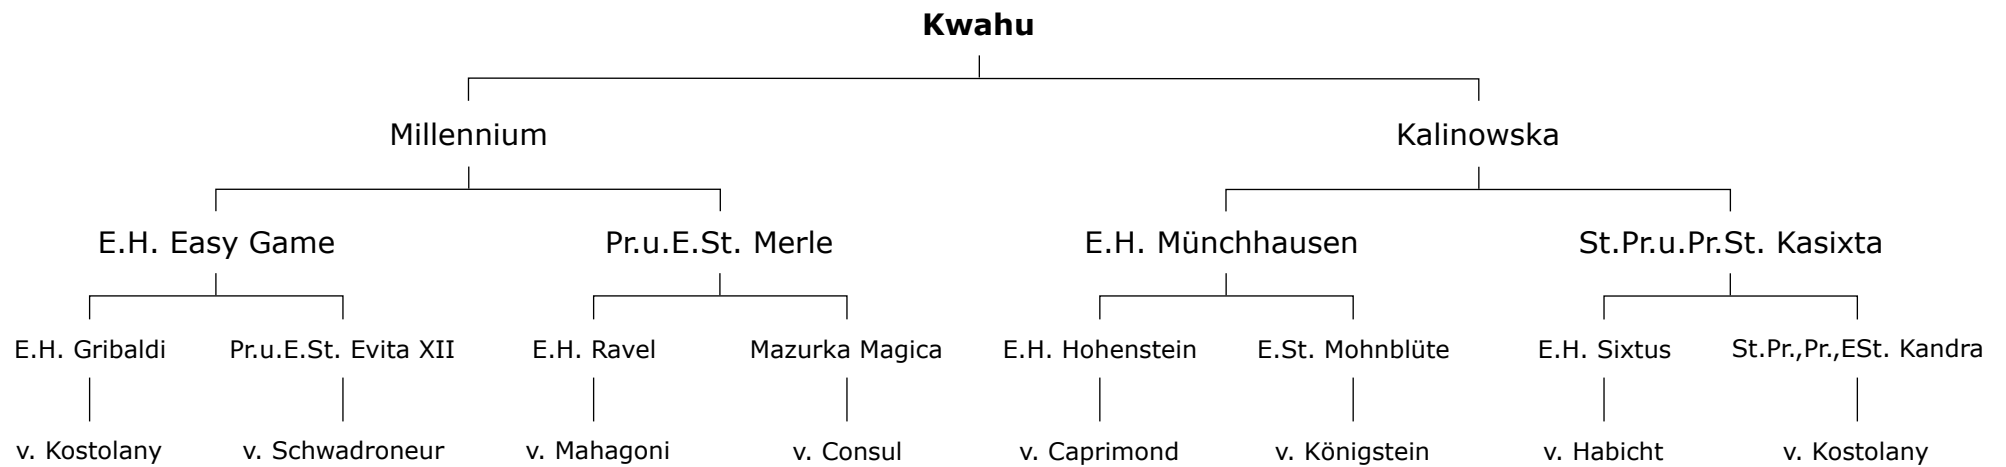 Kwahu
Millennium
Kalinowska
E.H. Easy Game
Pr.u.E.St. Merle
E.H. Münchhausen
St.Pr.u.Pr.St. Kasixta
E.H. Gribaldi
Pr.u.E.St. Evita XII
E.H. Ravel
Mazurka Magica
E.H. Hohenstein
E.St. Mohnblüte
E.H. Sixtus
St.Pr.,Pr.,ESt. Kandra
v. Kostolany
v. Schwadroneur
v. Mahagoni
v. Consul
v. Caprimond
v. Königstein
v. Habicht
v. Kostolany